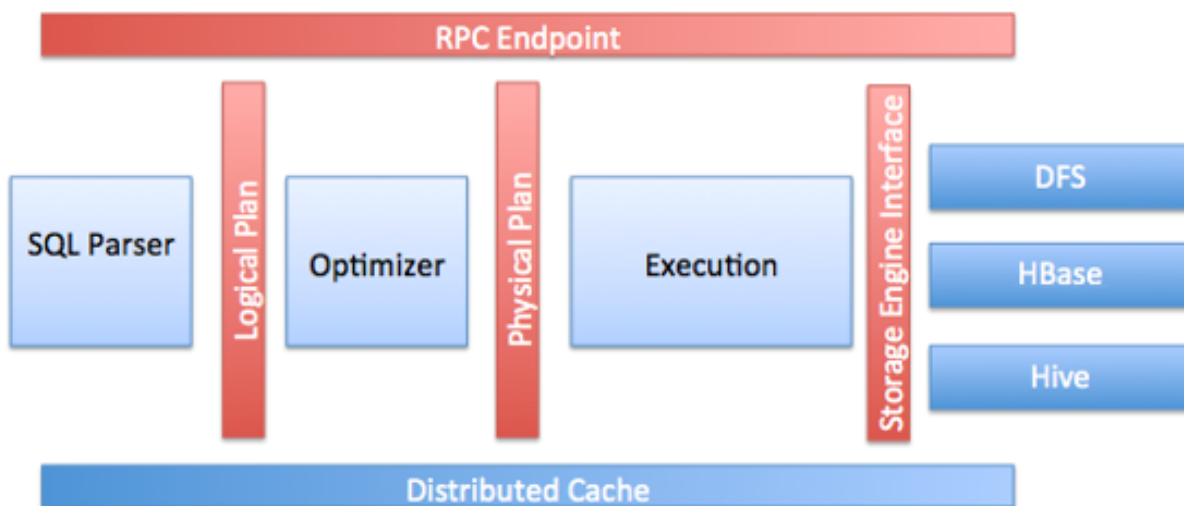 RPC Endpoint
SQL Parser
Logical Plan
Optimizer
Physical Plan
Execution
Storage Engine Interface
DFS
HBase
Hive
Distributed Cache